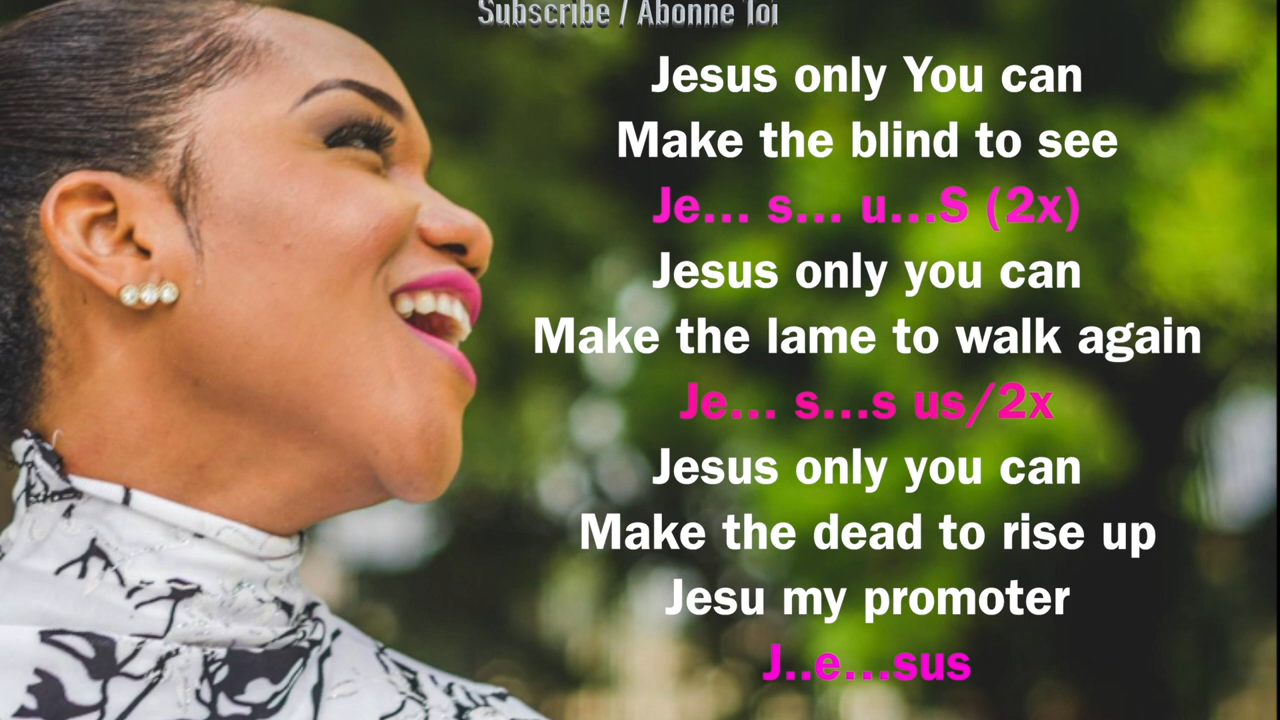 Subscribe / Abonne Toi
Jesus only You can
Make the blind to see
Je... s... u...S (2x)
Jesus only you can
Make the lame to walk again
Je... s...s us/2x
Jesus only you can
Make the dead to rise up
Jesu my promoter
J..e...sus